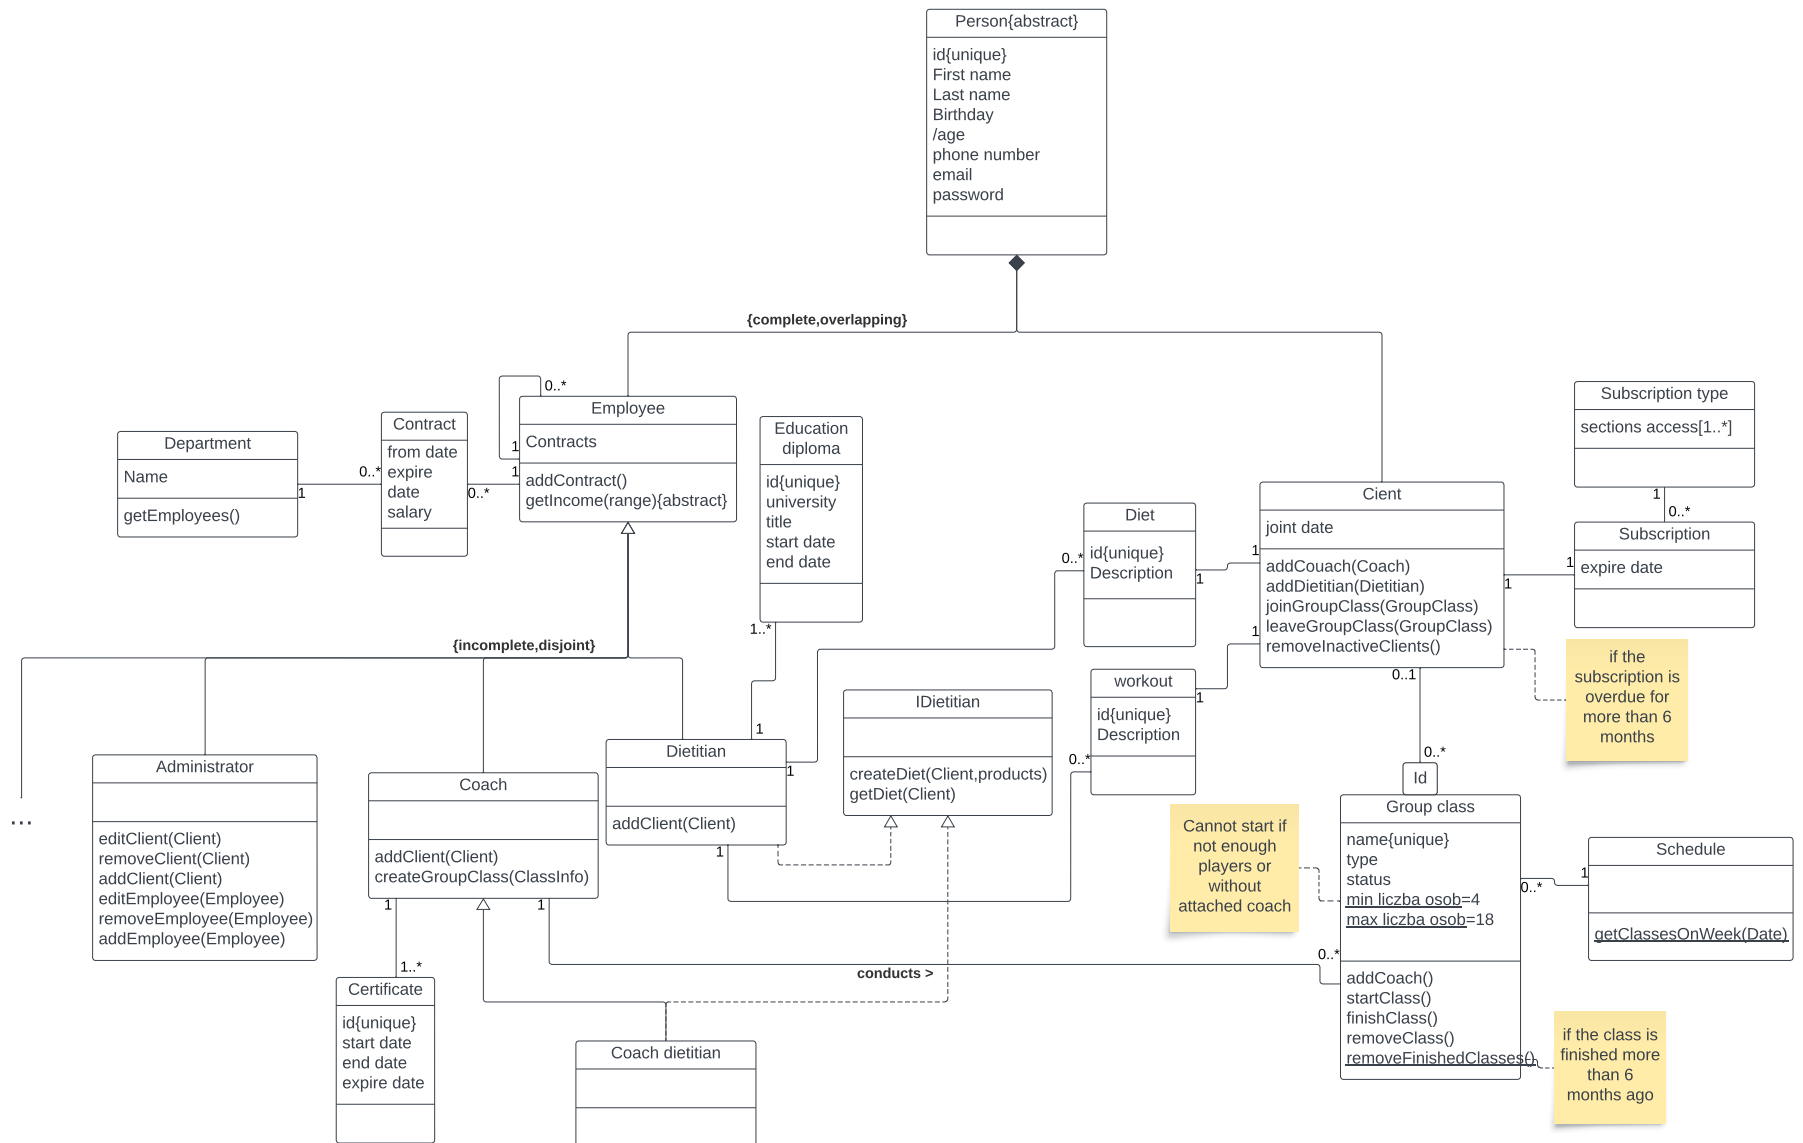 Person{abstract}
id{unique}
First name
Last name
Birthday
/age
phone number
email
password
{complete,overlapping}
0..*
1
Employee
Contracts
addContract()
getIncome(range){abstract}
1
0..*
Contract
from date
expire
date
salary
0..*
1
Department
Name
getEmployees()
Education
diploma
id{unique}
university
title
start date
end date
1..*
1
Subscription type
sections access[1..*]
1
0..*
Subscription
expire date
1
1
Cient
joint date
addCouach(Coach)
addDietitian(Dietitian)
joinGroupClass(GroupClass)
leaveGroupClass(GroupClass)
removeInactiveClients()
1
1
0..1
0..*
if the
subscription is
overdue for
more than 6
months
Diet
id{unique}
Description
0..*
1
workout
id{unique}
Description
0..*
1
{incomplete,disjoint}
...
Administrator
editClient(Client)
removeClient(Client)
addClient(Client)
editEmployee(Employee)
removeEmployee(Employee)
addEmployee(Employee)
Coach
addClient(Client)
createGroupClass(ClassInfo)
1
1
Dietitian
addClient(Client)
1
1
IDietitian
createDiet(Client,products)
getDiet(Client)
Id
Group class
name{unique}
type
status
min liczba osob=4
max liczba osob=18
addCoach()
startClass()
finishClass()
removeClass()
removeFinishedClasses()
Cannot start if
not enough
players or
without
attached coach
0..*
1
Schedule
getClassesOnWeek(Date)
0..*
conducts >
1..*
Certificate
id{unique}
start date
end date
expire date
Coach dietitian
if the class is
finished more
than 6
months ago